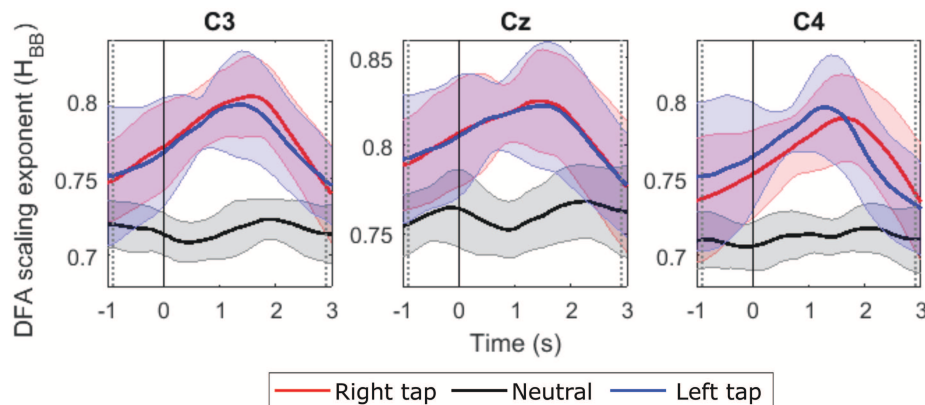 C3 Cz C4
DFA scaling exponent (H_BB)
0.8
0.75
0.7
-1 0 1 2 3
0.85
0.8
0.75
-1 0 1 2 3
0.8
0.75
0.7
-1 0 1 2 3
Time (s)
Right tap Neutral Left tap